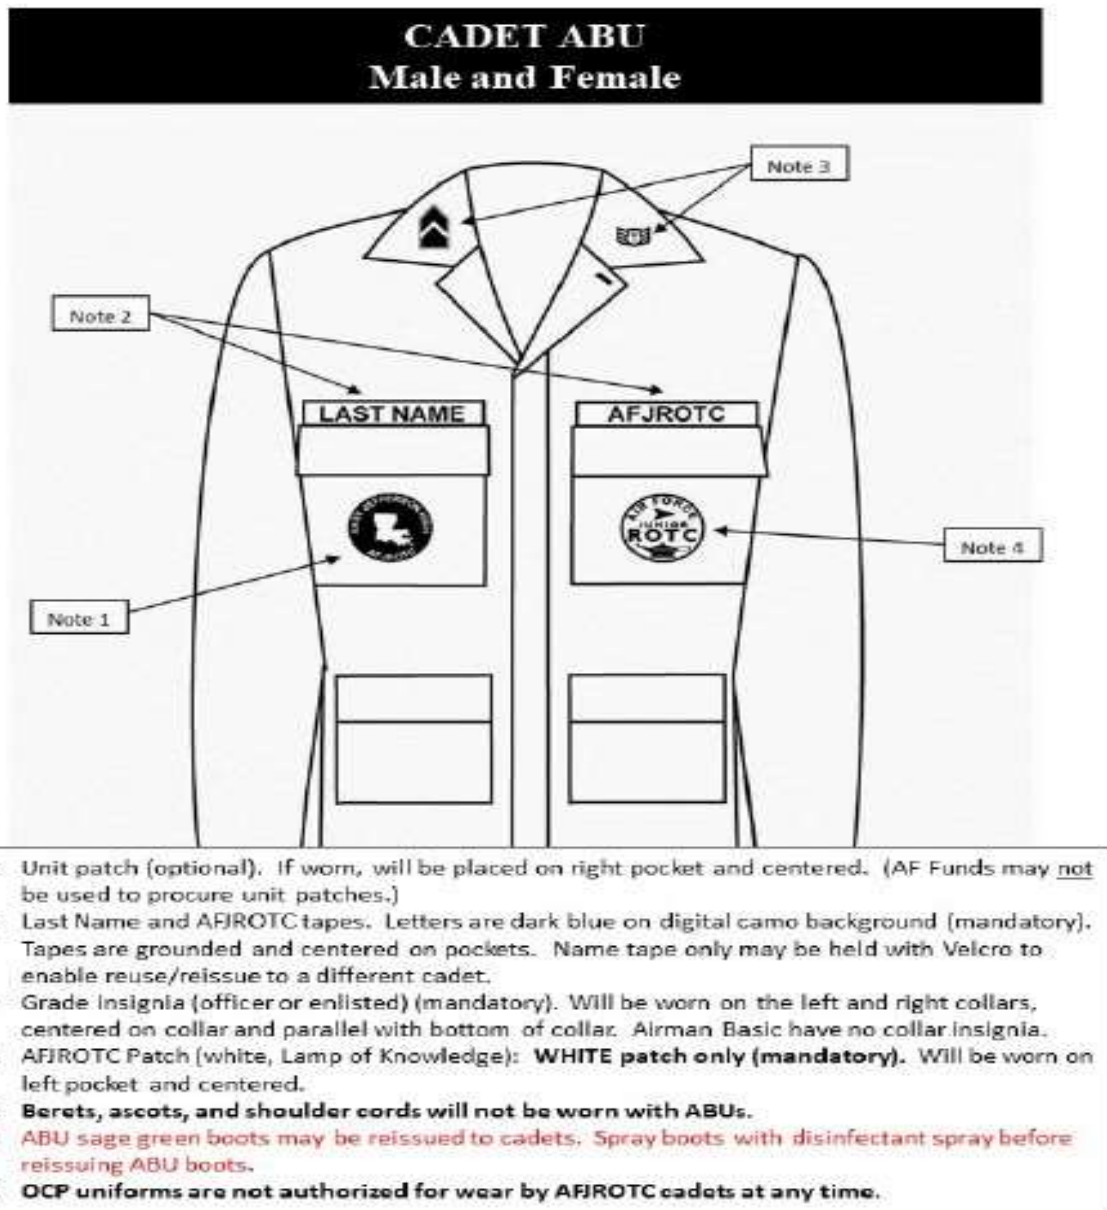 CADET ABU
Male and Female
Note 3
Note 2
LAST NAME
AFJROTC
AFJROTC
AIR FORCE
JUNIOR
ROTC
Note 4
Note 1
Unit patch (optional). If worn, will be placed on right pocket and centered. (AF Funds may not
be used to procure unit patches.)
Last Name and AFJROTC tapes. Letters are dark blue on digital camo background (mandatory).
Tapes are grounded and centered on pockets. Name tape only may be held with Velcro to
enable reuse/reissue to a different cadet.
Grade Insignia (officer or enlisted) (mandatory). Will be worn on the left and right collars,
centered on collar and parallel with bottom of collar. Airman Basic have no collar insignia.
AFJROTC Patch (white, Lamp of Knowledge): WHITE patch only (mandatory). Will be worn on
left pocket and centered.
Berets, ascots, and shoulder cords will not be worn with ABUs.
ABU sage green boots may be reissued to cadets. Spray boots with disinfectant spray before
reissuing ABU boots.
OCP uniforms are not authorized for wear by AFJROTC cadets at any time.